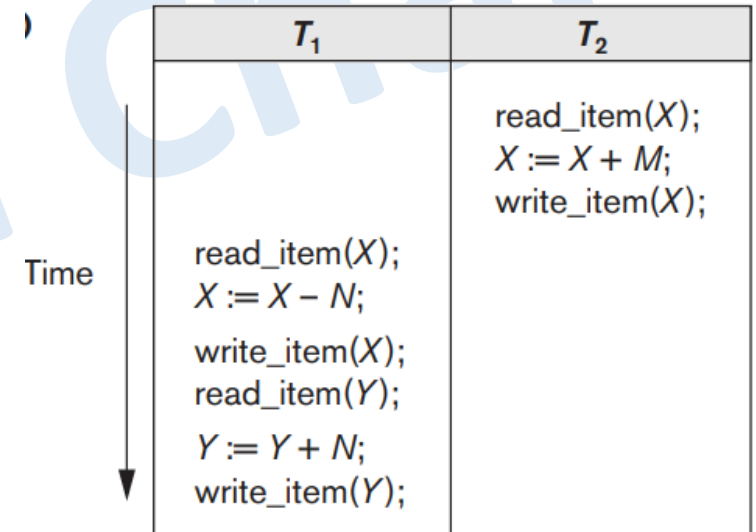 )
T₁ T₂
read_item(X);
X := X + M;
write_item(X);
read_item(X);
Time
X := X – N;
write_item(X);
read_item(Y);
Y := Y + N;
write_item(Y);